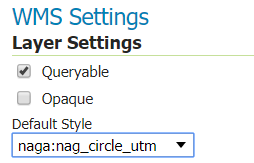 WMS Settings
Layer Settings
Queryable
Opaque
Default Style
naga:nag_circle_utm